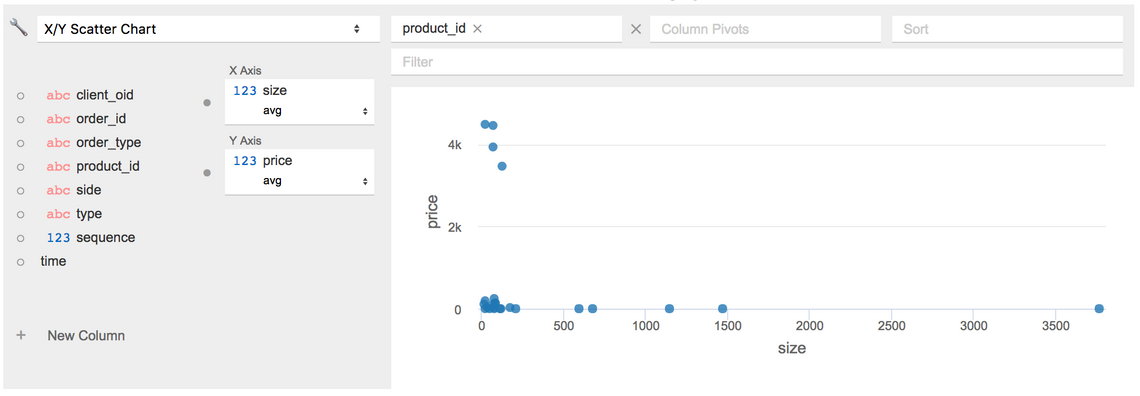 X/Y Scatter Chart
product_id ×
× Column Pivots
Sort
Filter
abc client_oid
abc order_id
abc order_type
abc product_id
abc side
abc type
123 sequence
time
+ New Column
X Axis
123 size
avg
Y Axis
123 price
avg
price
4k
2k
0
0 500 1000 1500 2000 2500 3000 3500
size